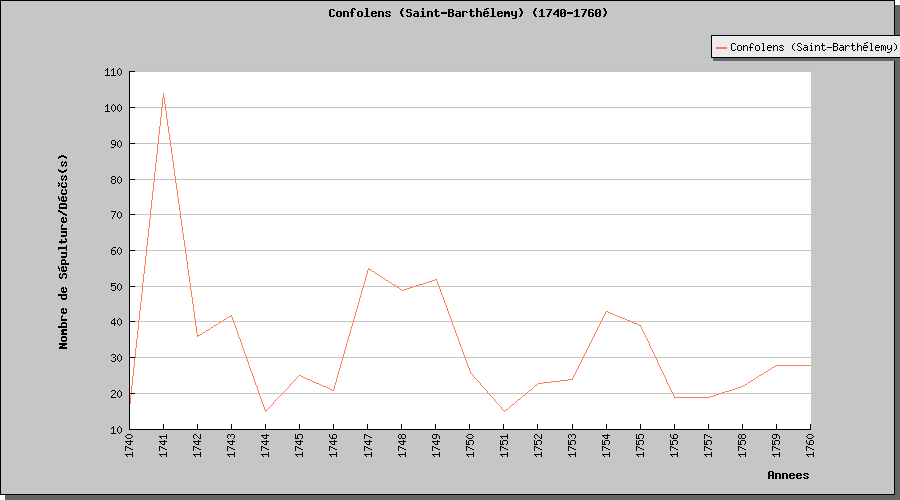 Confolens (Saint-Barthélemy) (1740-1760)
Confolens (Saint-Barthélemy)
Nombre de Sépulture/Décčs(s)
110
100
90
80
70
60
50
40
30
20
10
1740 1741 1742 1743 1744 1745 1746 1747 1748 1749 1750 1751 1752 1753 1754 1755 1756 1757 1758 1759 1760
Annees